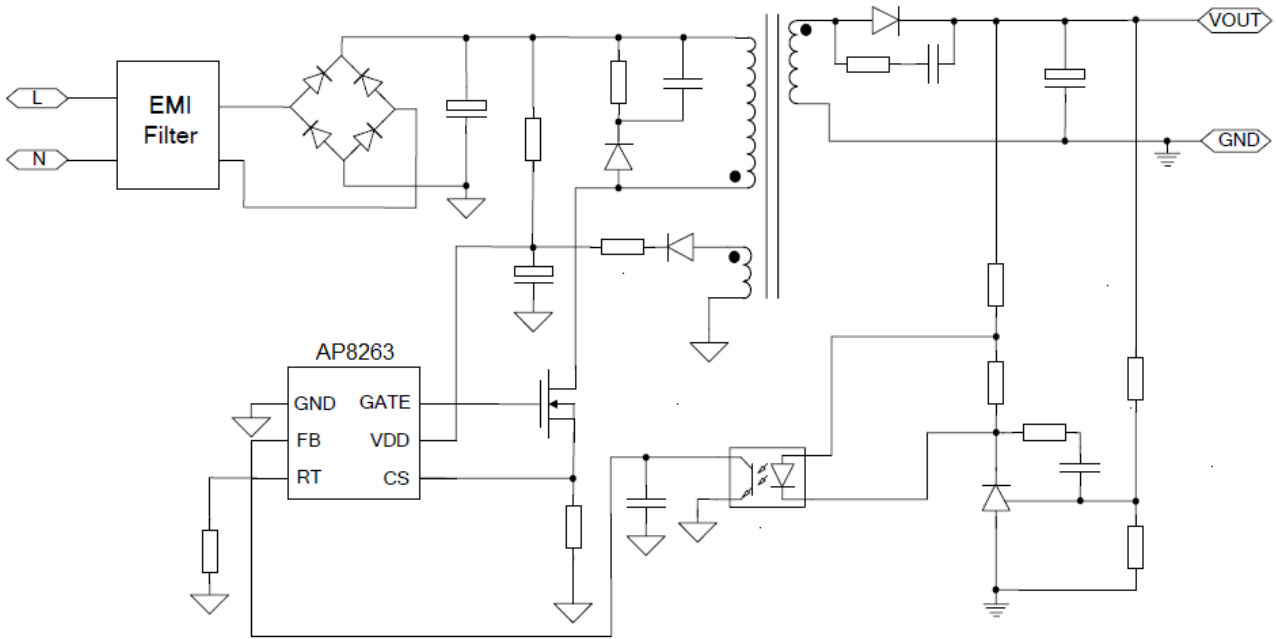 VOUT
L
EMI
Filter
N
GND
AP8263
GND GATE
FB VDD
RT CS